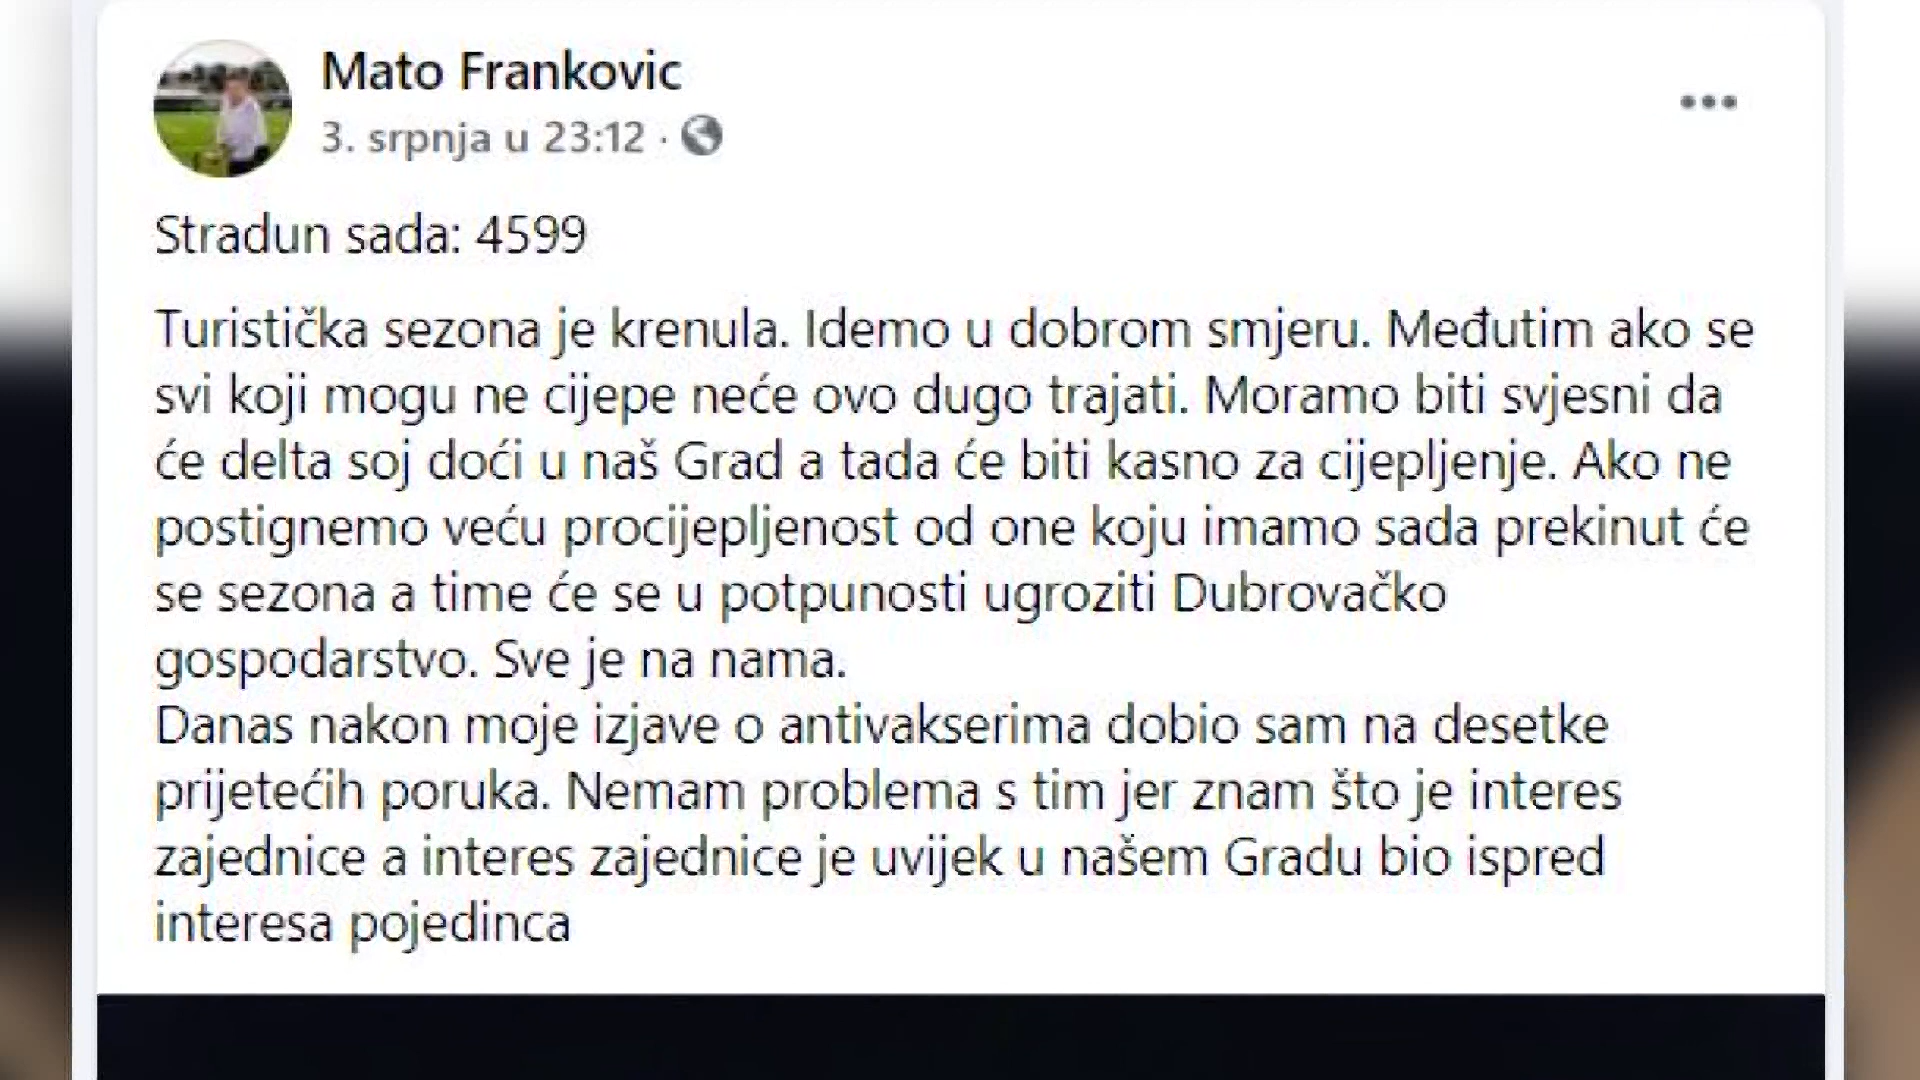 Mato Frankovic
3. srpnja u 23:12 ·
Stradun sada: 4599
Turistička sezona je krenula. Idemo u dobrom smjeru. Međutim ako se
svi koji mogu ne cijepe neće ovo dugo trajati. Moramo biti svjesni da
će delta soj doći u naš Grad a tada će biti kasno za cijepljenje. Ako ne
postignemo veću procijepljenost od one koju imamo sada prekinut će
se sezona a time će se u potpunosti ugroziti Dubrovačko
gospodarstvo. Sve je na nama.
Danas nakon moje izjave o antivakserima dobio sam na desetke
prijetećih poruka. Nemam problema s tim jer znam što je interes
zajednice a interes zajednice je uvijek u našem Gradu bio ispred
interesa pojedinca